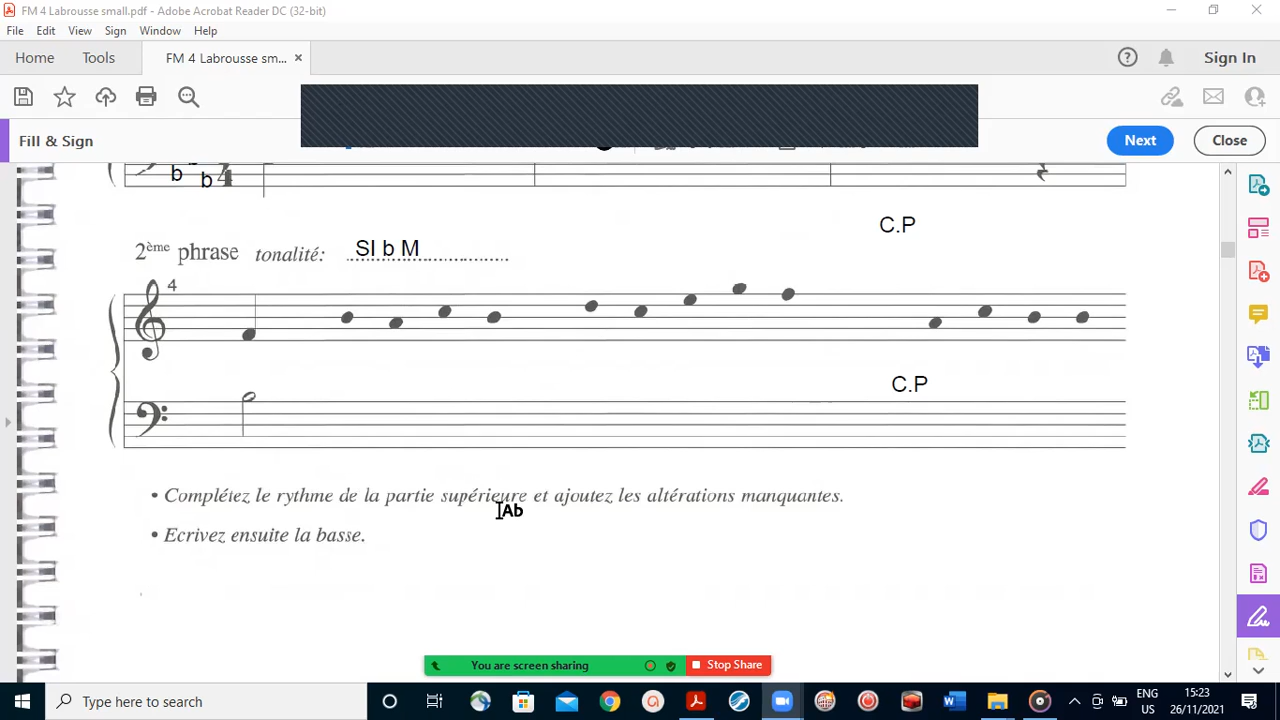 FM 4 Labrousse small.pdf - Adobe Acrobat Reader DC (32-bit)
File Edit View Sign Window Help
Home Tools FM 4 Labrousse sm... × Sign In
Fill & Sign Next Close
b b 4
C.P
2ème phrase tonalité: SI b M
4
C.P
• Complétez le rythme de la partie supérieure et ajoutez les altérations manquantes.
Ab
• Ecrivez ensuite la basse.
You are screen sharing Stop Share
Type here to search
ENG 15:23
US 26/11/2021